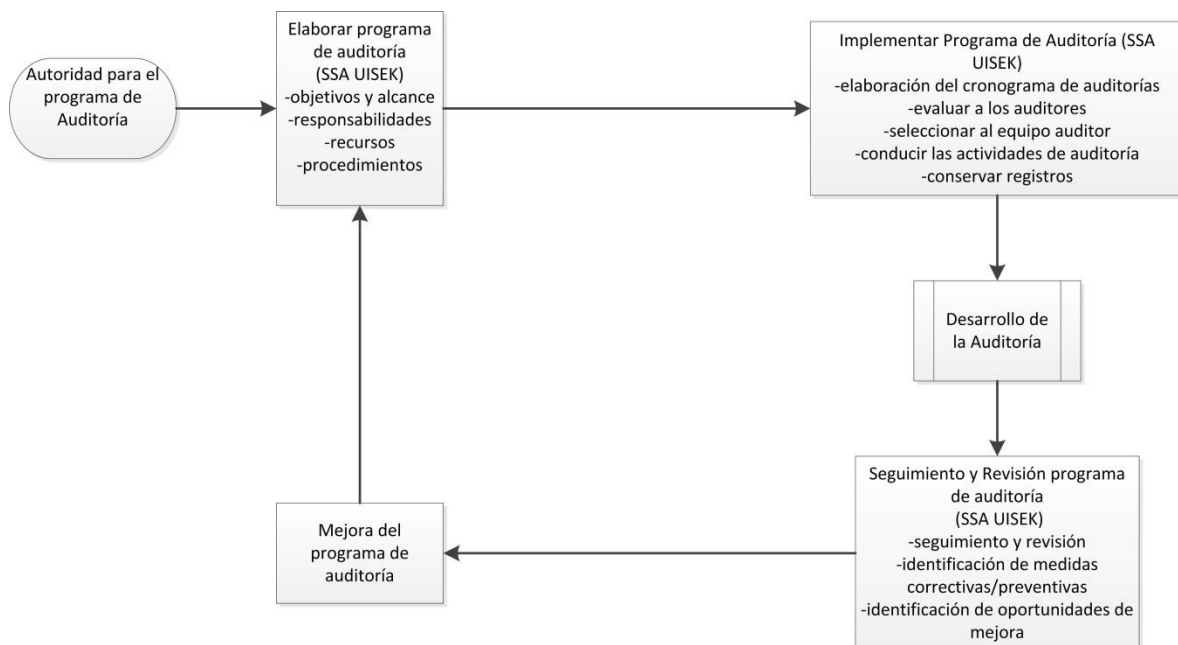 Autoridad para el
programa de
Auditoría
Elaborar programa
de auditoría
(SSA UISEK)
-objetivos y alcance
-responsabilidades
-recursos
-procedimientos
Implementar Programa de Auditoría (SSA
UISEK)
-elaboración del cronograma de auditorías
-evaluar a los auditores
-seleccionar al equipo auditor
-conducir las actividades de auditoría
-conservar registros
Desarrollo de
la Auditoría
Seguimiento y Revisión programa
de auditoría
(SSA UISEK)
-seguimiento y revisión
-identificación de medidas
correctivas/preventivas
-identificación de oportunidades de
mejora
Mejora del
programa de
auditoría